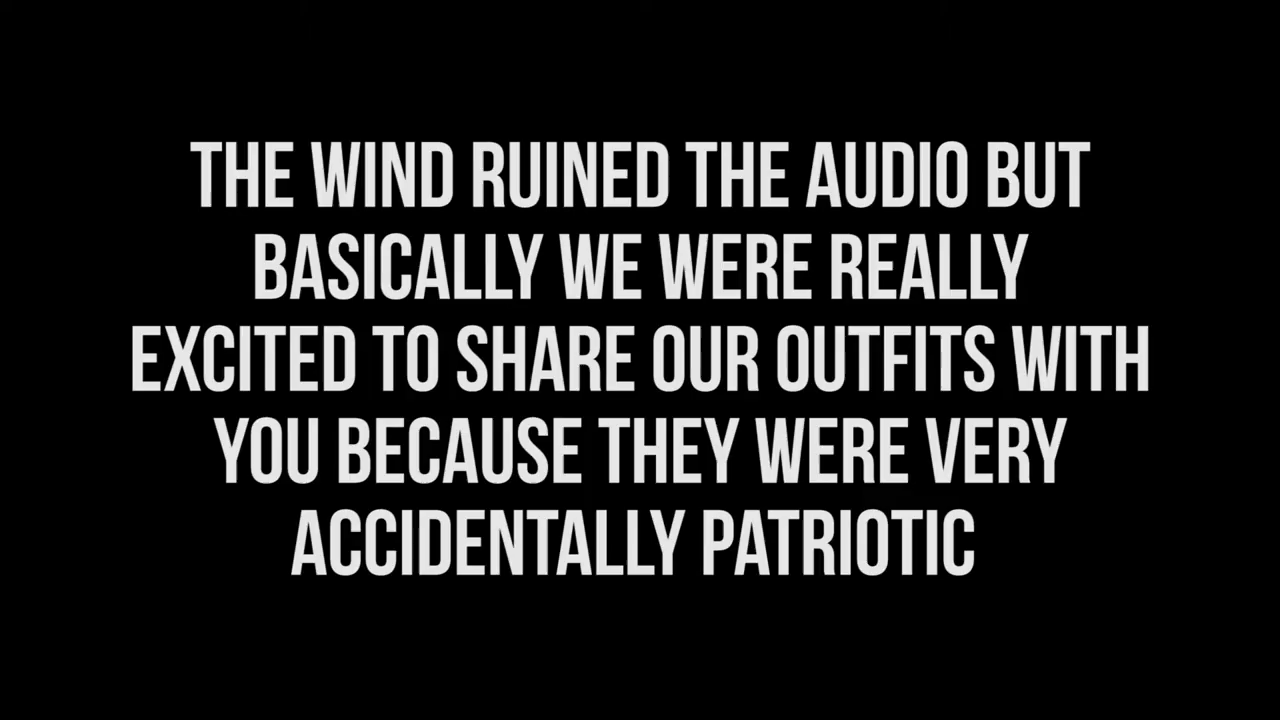 THE WIND RUINED THE AUDIO BUT
BASICALLY WE WERE REALLY
EXCITED TO SHARE OUR OUTFITS WITH
YOU BECAUSE THEY WERE VERY
ACCIDENTALLY PATRIOTIC